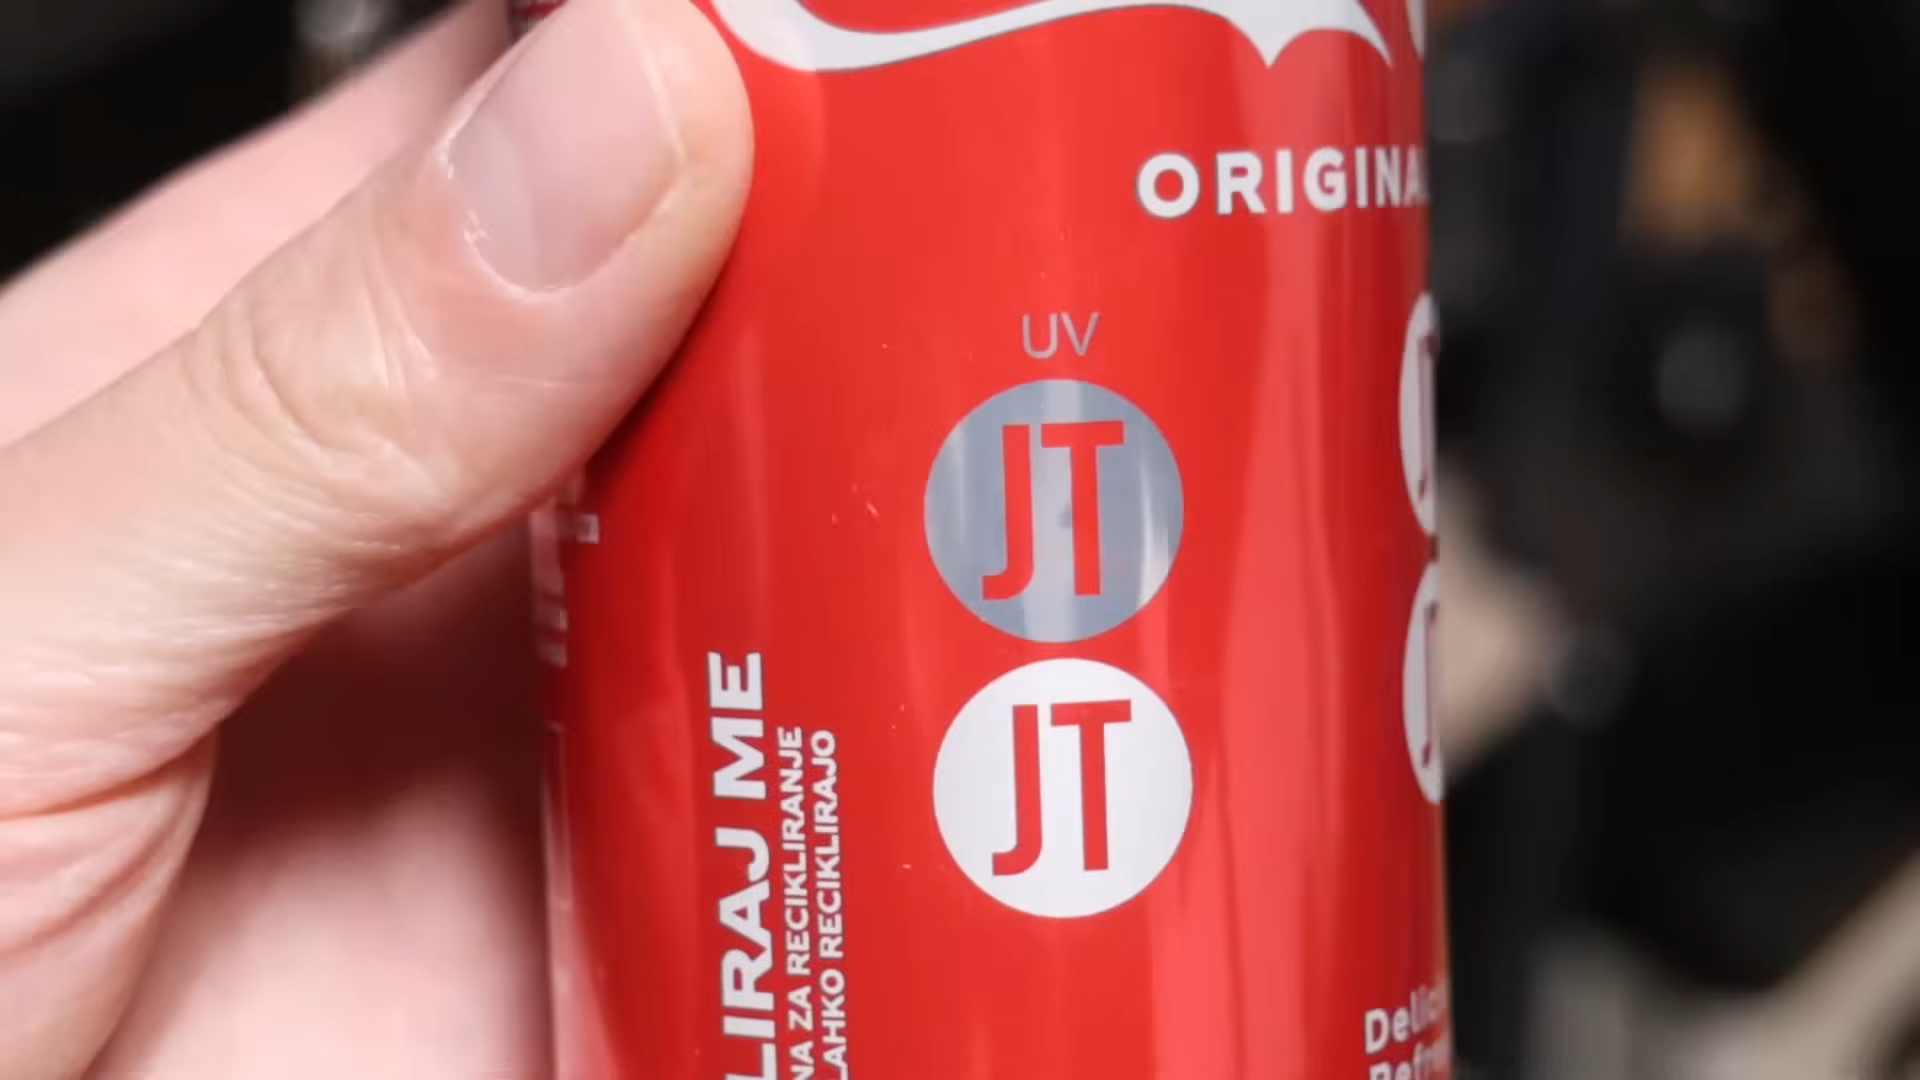 ORIGINA
UV
JT
JT
LIRAJ ME
NA ZA RECIKLIRANJE
LAHKO RECIKLIRAJO